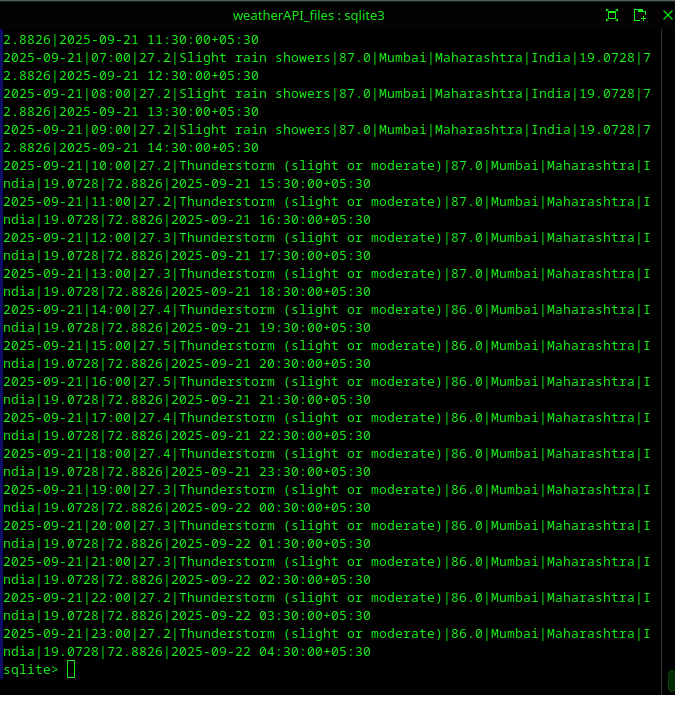 weatherAPI_files : sqlite3
2.8826|2025-09-21 11:30:00+05:30
2025-09-21|07:00|27.2|Slight rain showers|87.0|Mumbai|Maharashtra|India|19.0728|7
2.8826|2025-09-21 12:30:00+05:30
2025-09-21|08:00|27.2|Slight rain showers|87.0|Mumbai|Maharashtra|India|19.0728|7
2.8826|2025-09-21 13:30:00+05:30
2025-09-21|09:00|27.2|Slight rain showers|87.0|Mumbai|Maharashtra|India|19.0728|7
2.8826|2025-09-21 14:30:00+05:30
2025-09-21|10:00|27.2|Thunderstorm (slight or moderate)|87.0|Mumbai|Maharashtra|I
ndia|19.0728|72.8826|2025-09-21 15:30:00+05:30
2025-09-21|11:00|27.2|Thunderstorm (slight or moderate)|87.0|Mumbai|Maharashtra|I
ndia|19.0728|72.8826|2025-09-21 16:30:00+05:30
2025-09-21|12:00|27.3|Thunderstorm (slight or moderate)|87.0|Mumbai|Maharashtra|I
ndia|19.0728|72.8826|2025-09-21 17:30:00+05:30
2025-09-21|13:00|27.3|Thunderstorm (slight or moderate)|87.0|Mumbai|Maharashtra|I
ndia|19.0728|72.8826|2025-09-21 18:30:00+05:30
2025-09-21|14:00|27.4|Thunderstorm (slight or moderate)|86.0|Mumbai|Maharashtra|I
ndia|19.0728|72.8826|2025-09-21 19:30:00+05:30
2025-09-21|15:00|27.5|Thunderstorm (slight or moderate)|86.0|Mumbai|Maharashtra|I
ndia|19.0728|72.8826|2025-09-21 20:30:00+05:30
2025-09-21|16:00|27.5|Thunderstorm (slight or moderate)|86.0|Mumbai|Maharashtra|I
ndia|19.0728|72.8826|2025-09-21 21:30:00+05:30
2025-09-21|17:00|27.4|Thunderstorm (slight or moderate)|86.0|Mumbai|Maharashtra|I
ndia|19.0728|72.8826|2025-09-21 22:30:00+05:30
2025-09-21|18:00|27.4|Thunderstorm (slight or moderate)|86.0|Mumbai|Maharashtra|I
ndia|19.0728|72.8826|2025-09-21 23:30:00+05:30
2025-09-21|19:00|27.3|Thunderstorm (slight or moderate)|86.0|Mumbai|Maharashtra|I
ndia|19.0728|72.8826|2025-09-22 00:30:00+05:30
2025-09-21|20:00|27.3|Thunderstorm (slight or moderate)|86.0|Mumbai|Maharashtra|I
ndia|19.0728|72.8826|2025-09-22 01:30:00+05:30
2025-09-21|21:00|27.3|Thunderstorm (slight or moderate)|86.0|Mumbai|Maharashtra|I
ndia|19.0728|72.8826|2025-09-22 02:30:00+05:30
2025-09-21|22:00|27.2|Thunderstorm (slight or moderate)|86.0|Mumbai|Maharashtra|I
ndia|19.0728|72.8826|2025-09-22 03:30:00+05:30
2025-09-21|23:00|27.2|Thunderstorm (slight or moderate)|86.0|Mumbai|Maharashtra|I
ndia|19.0728|72.8826|2025-09-22 04:30:00+05:30
sqlite>